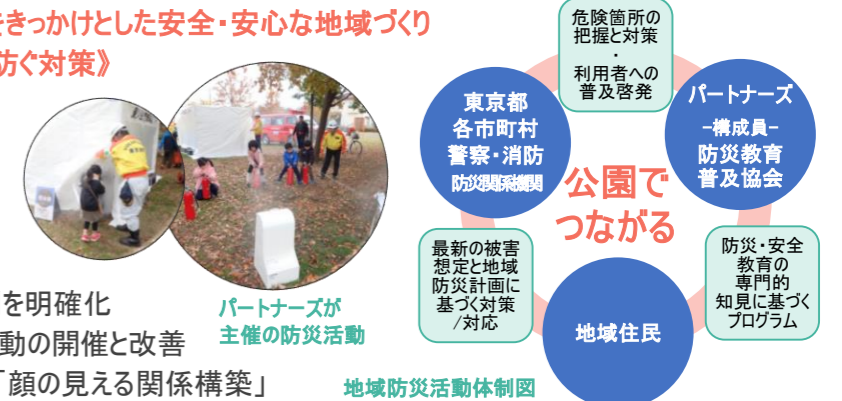 をきっかけとした安全・安心な地域づくり
防ぐ対策》
を明確化
動の開催と改善
「顔の見える関係構築」
パートナーズが
主催の防災活動
危険箇所の
把握と対策
・
利用者への
普及啓発
東京都
各市町村
警察・消防
防災関係機関
パートナーズ
-構成員-
防災教育
普及協会
公園で
つながる
最新の被害
想定と地域
防災計画に
基づく対策
/対応
防災・安全
教育の
専門的
知見に基づく
プログラム
地域住民
地域防災活動体制図